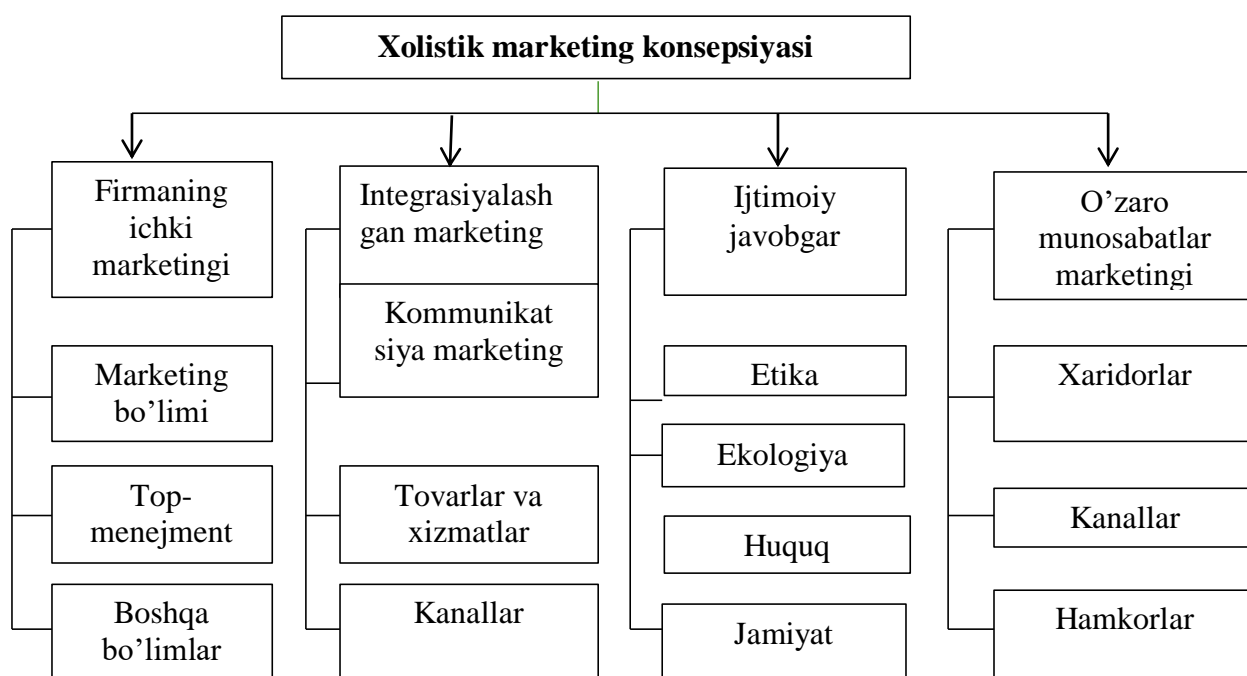 Xolistik marketing konsepsiyasi
Firmaning
ichki
marketingi
Marketing
bo’limi
Top-
menejment
Boshqa
bo’limlar
Integrasiyalash
gan marketing
Kommunikat
siya marketing
Tovarlar va
xizmatlar
Kanallar
Ijtimoiy
javobgar
Etika
Ekologiya
Huquq
Jamiyat
O’zaro
munosabatlar
marketingi
Xaridorlar
Kanallar
Hamkorlar